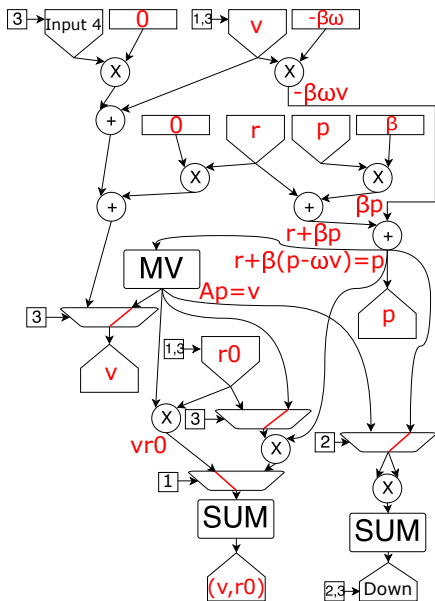 3 Input 4 0 1,3 v -βω
X X
-βωv
+
0 r p β
X X
+ + βp
r+βp +
MV r+β(p-ωv)=p
Ap=v
3 p
1,3 r0
v
3
X 2
vr0 X
1 X
SUM SUM
(v,r0) 2,3 Down